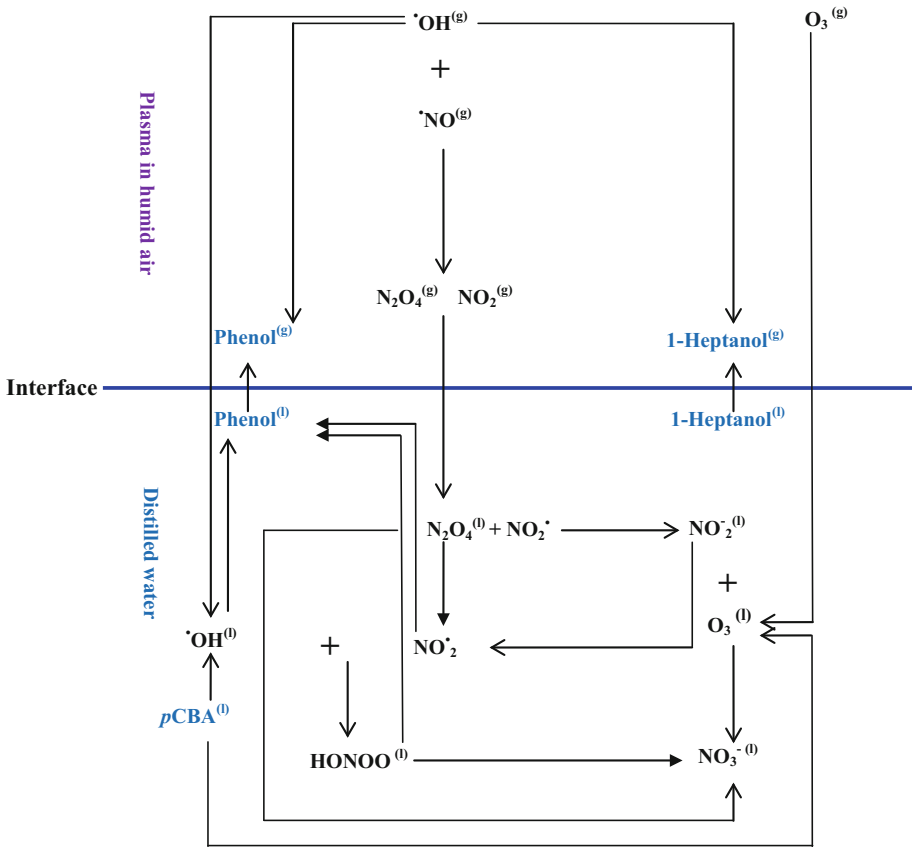 •OH(g)
O3(g)
+
•NO(g)
Plasma in humid air
N2O4(g) NO2(g)
Phenol(g)
1-Heptanol(g)
Interface
Phenol(l)
1-Heptanol(l)
Distilled water
N2O4(l) + NO2•
NO-2(l)
+
O3(l)
•OH(l)
+
NO•2
pCBA(l)
HONOO(l)
NO3-(l)